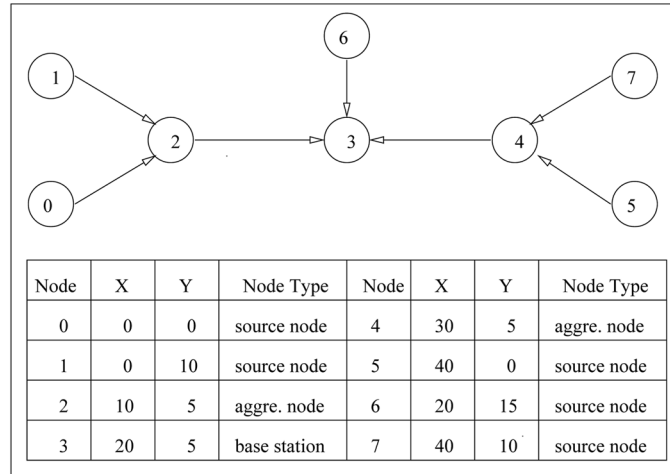 6
1
7
2
3
4
0
5
Node X Y Node Type Node X Y Node Type
0 0 0 source node 4 30 5 aggre. node
1 0 10 source node 5 40 0 source node
2 10 5 aggre. node 6 20 15 source node
3 20 5 base station 7 40 10 source node